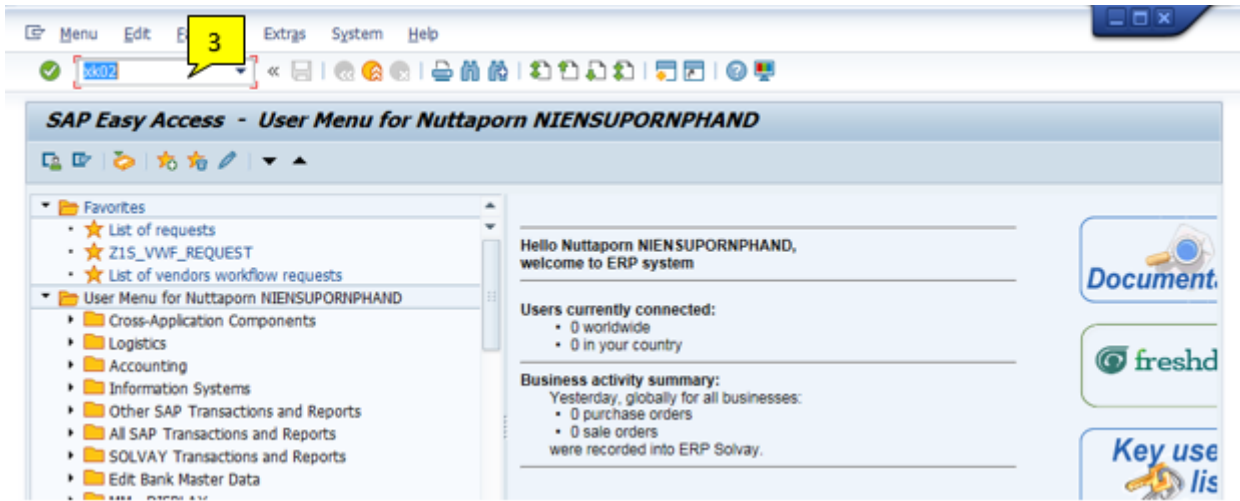 Menu Edit Extras System Help
3
xk02
SAP Easy Access - User Menu for Nuttaporn NIENSUPORNPHAND
Favorites
List of requests
Z1S_VWF_REQUEST
List of vendors workflow requests
User Menu for Nuttaporn NIENSUPORNPHAND
Cross-Application Components
Logistics
Accounting
Information Systems
Other SAP Transactions and Reports
All SAP Transactions and Reports
SOLVAY Transactions and Reports
Edit Bank Master Data
Hello Nuttaporn NIENSUPORNPHAND,
welcome to ERP system
Users currently connected:
• 0 worldwide
• 0 in your country
Business activity summary:
Yesterday, globally for all businesses:
• 0 purchase orders
• 0 sale orders
were recorded into ERP Solvay.
Document
freshd
Key use
lis